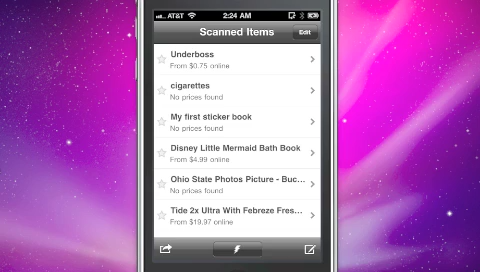 AT&T
2:24 AM
Scanned Items
Edit
Underboss
From $0.75 online
cigarettes
No prices found
My first sticker book
No prices found
Disney Little Mermaid Bath Book
From $4.99 online
Ohio State Photos Picture - Buc...
No prices found
Tide 2x Ultra With Febreze Fres...
From $19.97 online